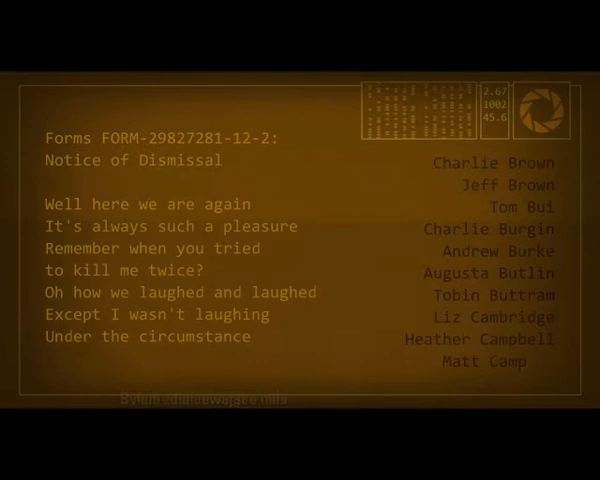 2.67
1002
45.6
Forms FORM-29827281-12-2:
Notice of Dismissal
Well here we are again
It's always such a pleasure
Remember when you tried
to kill me twice?
Oh how we laughed and laughed
Except I wasn't laughing
Under the circumstance
Charlie Brown
Jeff Brown
Tom Bui
Charlie Burgin
Andrew Burke
Augusta Butlin
Tobin Buttram
Liz Cambridge
Heather Campbell
Matt Camp